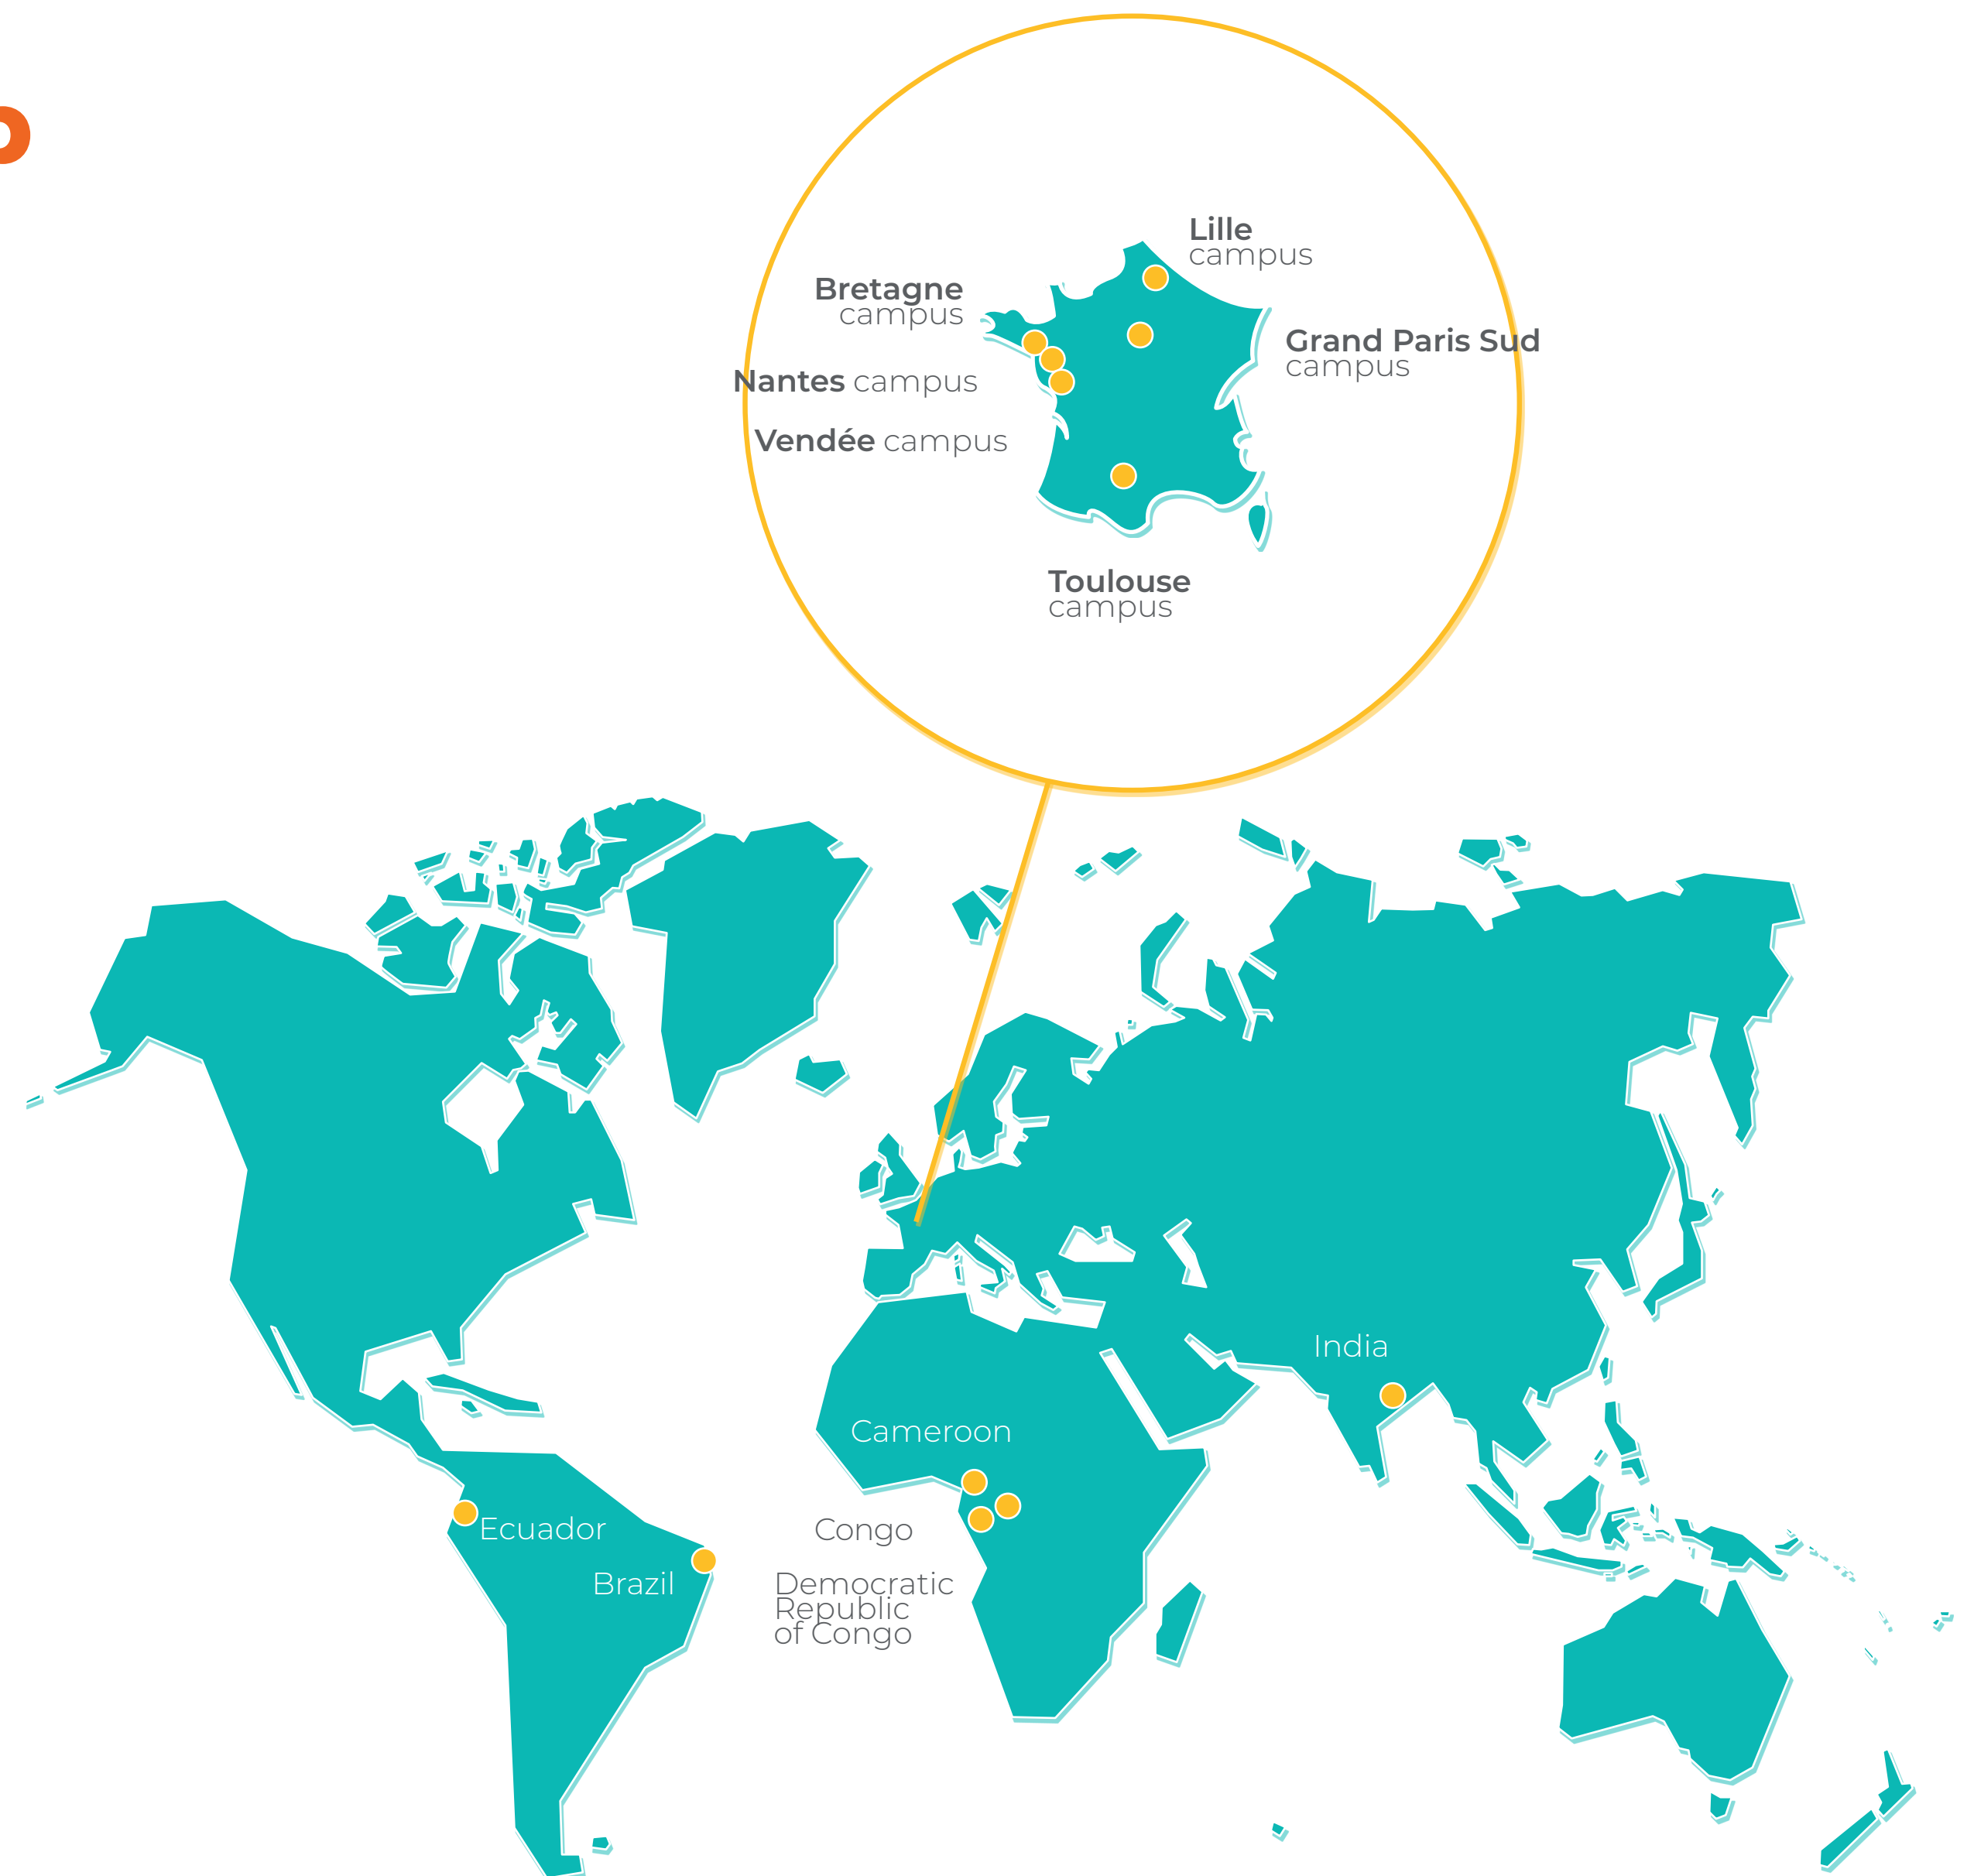 Lille
campus
Bretagne
campus
Grand Paris Sud
campus
Nantes campus
Vendée campus
Toulouse
campus
India
Cameroon
Ecuador
Congo
Brazil
Democratic
Republic
of Congo